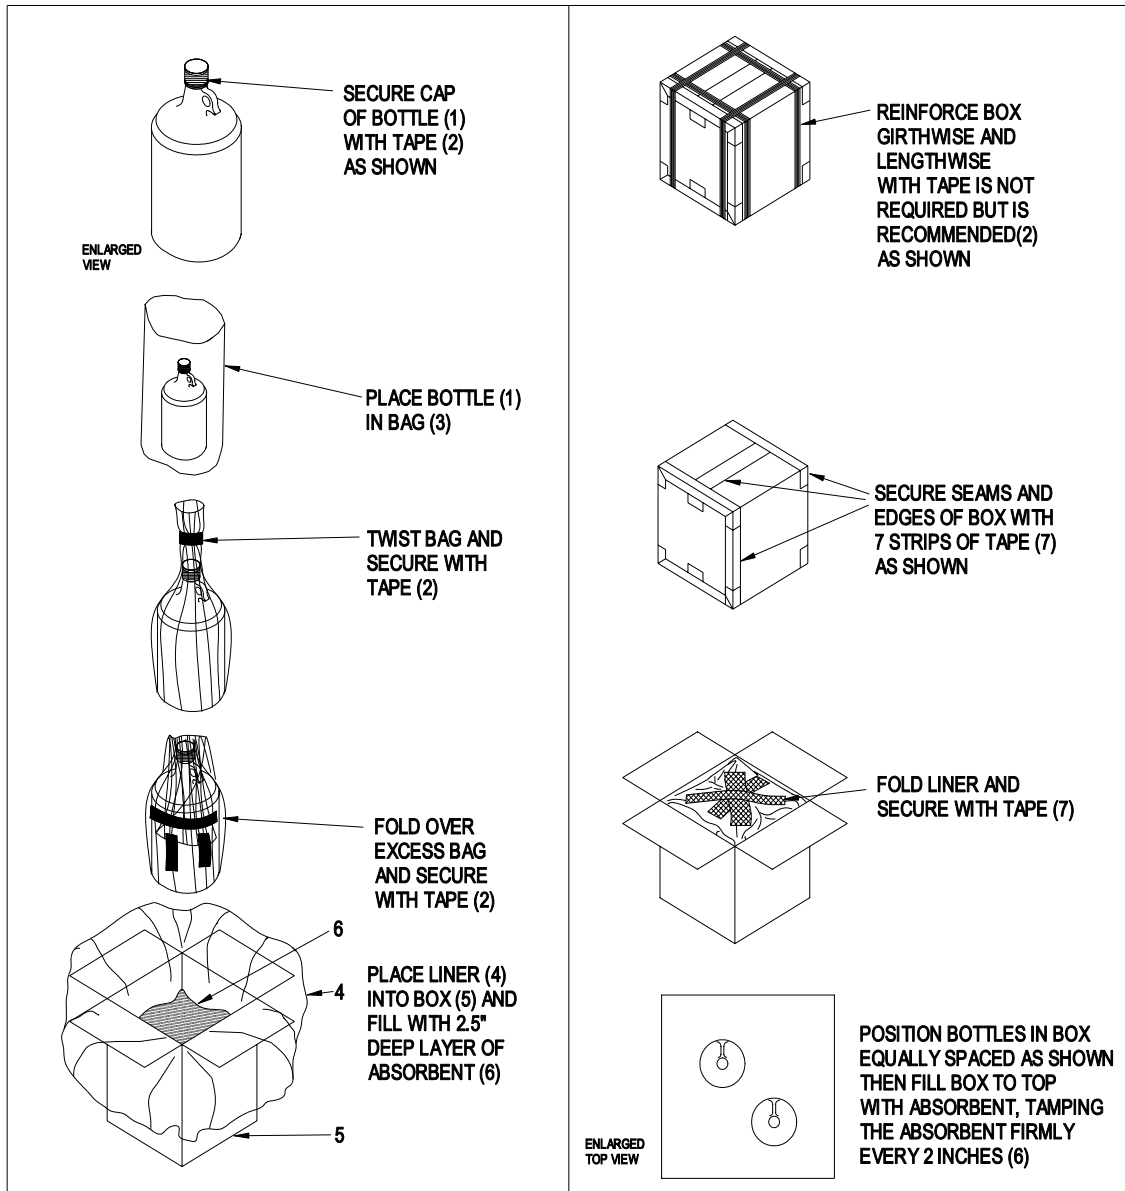 SECURE CAP
OF BOTTLE (1)
WITH TAPE (2)
AS SHOWN
ENLARGED
VIEW
PLACE BOTTLE (1)
IN BAG (3)
TWIST BAG AND
SECURE WITH
TAPE (2)
FOLD OVER
EXCESS BAG
AND SECURE
WITH TAPE (2)
6
4
PLACE LINER (4)
INTO BOX (5) AND
FILL WITH 2.5"
DEEP LAYER OF
ABSORBENT (6)
5
REINFORCE BOX
GIRTHWISE AND
LENGTHWISE
WITH TAPE IS NOT
REQUIRED BUT IS
RECOMMENDED(2)
AS SHOWN
SECURE SEAMS AND
EDGES OF BOX WITH
7 STRIPS OF TAPE (7)
AS SHOWN
FOLD LINER AND
SECURE WITH TAPE (7)
POSITION BOTTLES IN BOX
EQUALLY SPACED AS SHOWN
THEN FILL BOX TO TOP
WITH ABSORBENT, TAMPING
THE ABSORBENT FIRMLY
EVERY 2 INCHES (6)
ENLARGED
TOP VIEW